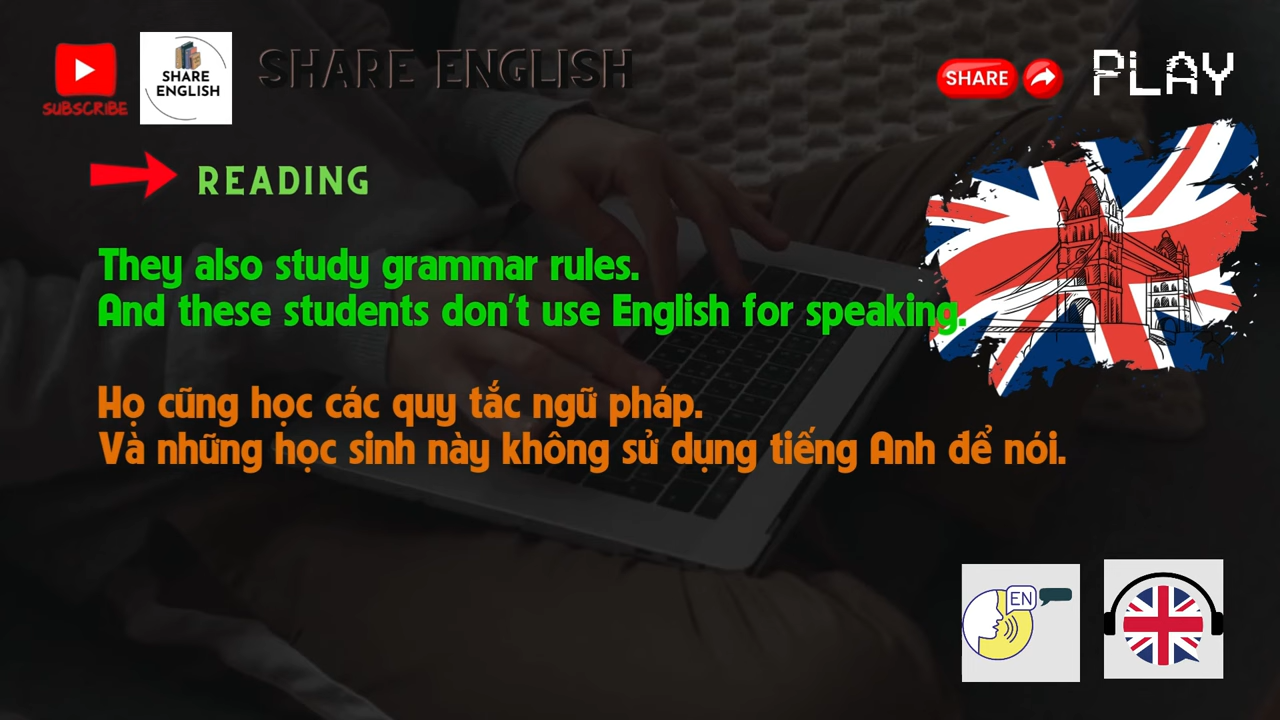 SUBSCRIBE
SHARE
ENGLISH
SHARE ENGLISH
SHARE
PLAY
READING
They also study grammar rules.
And these students don't use English for speaking.
Họ cũng học các quy tắc ngữ pháp.
Và những học sinh này không sử dụng tiếng Anh để nói.
EN